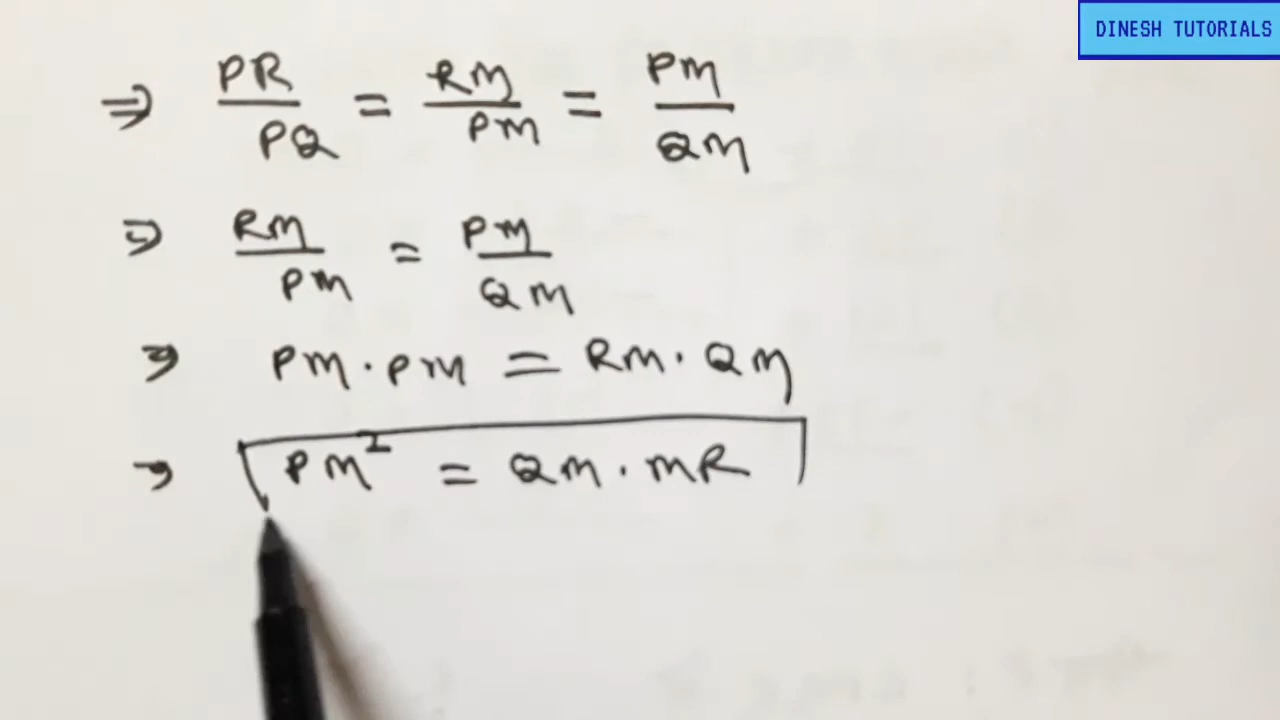 DINESH TUTORIALS
⇒ PR/PQ = RM/PM = PM/QM
⇒ RM/PM = PM/QM
⇒ PM · PM = RM · QM
⇒ PM² = QM · MR